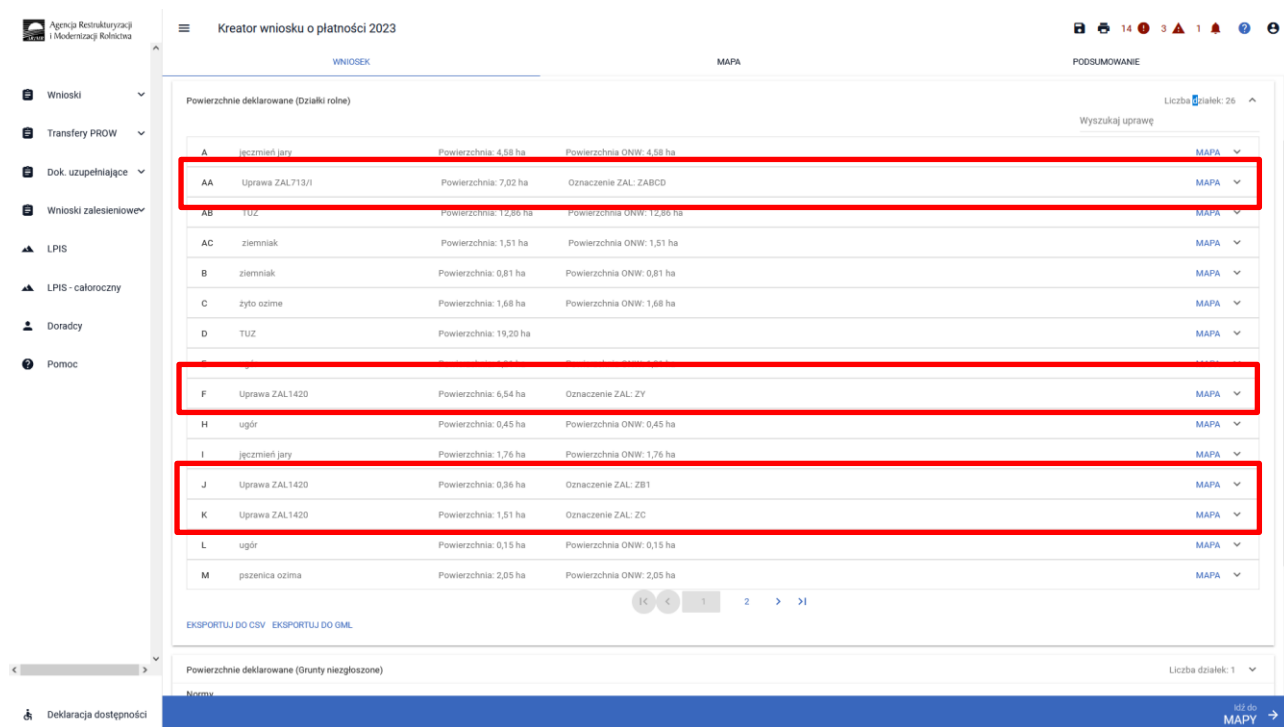 Agencja Restrukturyzacji
i Modernizacji Rolnictwa
Kreator wniosku o płatności 2023
14 3 1
WNIOSEK MAPA PODSUMOWANIE
Wnioski
Transfery PROW
Dok. uzupełniające
Wnioski zalesieniowe
LPIS
LPIS - całoroczny
Doradcy
Pomoc
Powierzchnie deklarowane (Działki rolne) Liczba działek: 26
Wyszukaj uprawę
A jęczmień jary Powierzchnia: 4,58 ha Powierzchnia ONW: 4,58 ha MAPA
AA Uprawa ZAL713/I Powierzchnia: 7,02 ha Oznaczenie ZAL: ZABCD MAPA
AB TUZ Powierzchnia: 12,86 ha Powierzchnia ONW: 12,86 ha MAPA
AC ziemniak Powierzchnia: 1,51 ha Powierzchnia ONW: 1,51 ha MAPA
B ziemniak Powierzchnia: 0,81 ha Powierzchnia ONW: 0,81 ha MAPA
C żyto ozime Powierzchnia: 1,68 ha Powierzchnia ONW: 1,68 ha MAPA
D TUZ Powierzchnia: 19,20 ha MAPA
F Uprawa ZAL1420 Powierzchnia: 6,54 ha Oznaczenie ZAL: ZY MAPA
H ugór Powierzchnia: 0,45 ha Powierzchnia ONW: 0,45 ha MAPA
I jęczmień jary Powierzchnia: 1,76 ha Powierzchnia ONW: 1,76 ha MAPA
J Uprawa ZAL1420 Powierzchnia: 0,36 ha Oznaczenie ZAL: ZB1 MAPA
K Uprawa ZAL1420 Powierzchnia: 1,51 ha Oznaczenie ZAL: ZC MAPA
L ugór Powierzchnia: 0,15 ha Powierzchnia ONW: 0,15 ha MAPA
M pszenica ozima Powierzchnia: 2,05 ha Powierzchnia ONW: 2,05 ha MAPA
1 2
EKSPORTUJ DO CSV EKSPORTUJ DO GML
Powierzchnie deklarowane (Grunty niezgłoszone) Liczba działek: 1
Normy
Deklaracja dostępności
Idź do
MAPY